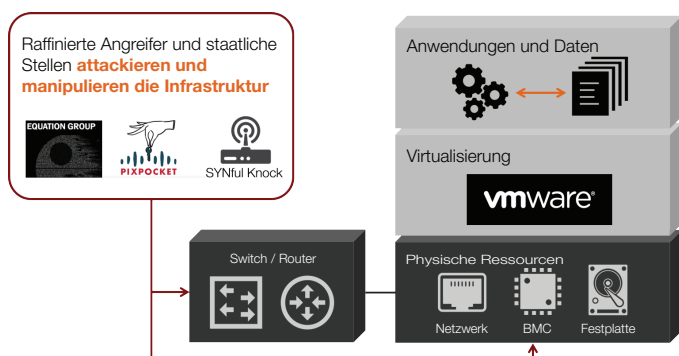 Raffinierte Angreifer und staatliche
Stellen attackieren und
manipulieren die Infrastruktur
EQUATION GROUP
PIXPOCKET
SYNful Knock
Anwendungen und Daten
Virtualisierung
vmware®
Switch / Router
Physische Ressourcen
Netzwerk
BMC
Festplatte